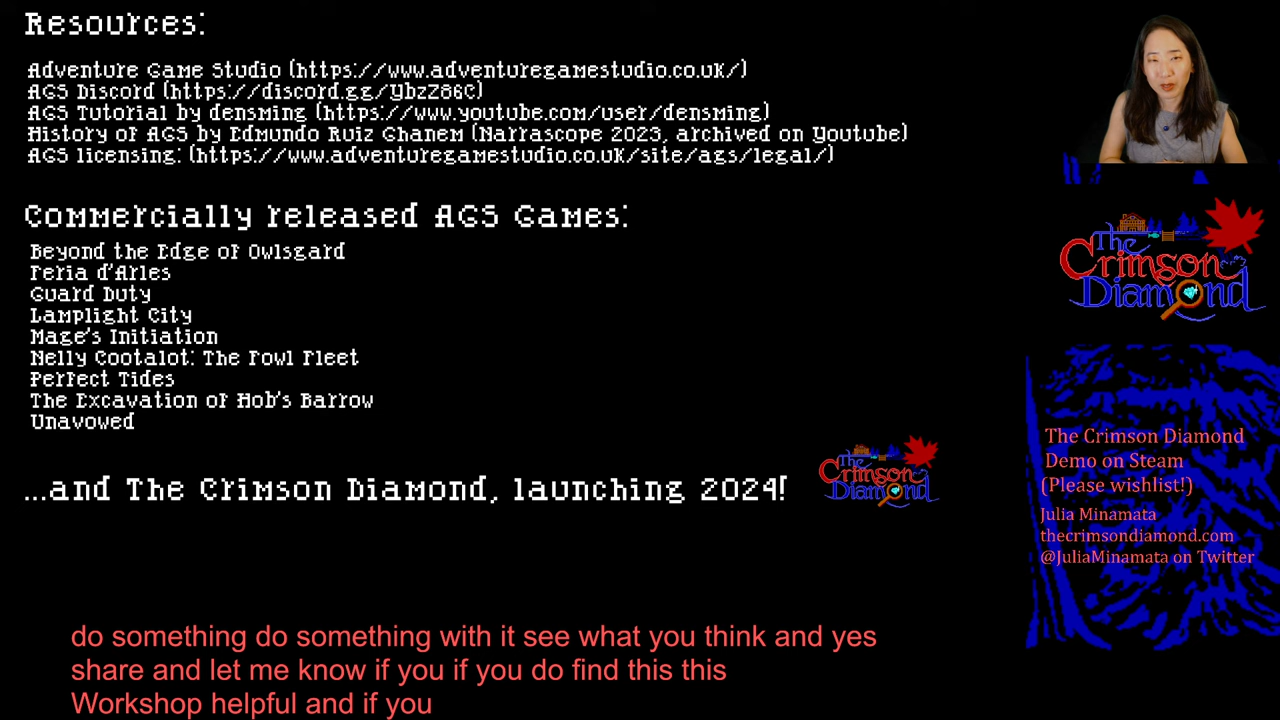 Resources:
Adventure Game Studio (https://www.adventuregamestudio.co.uk/)
AGS Discord (https://discord.gg/YbzZ86C)
AGS Tutorial by densming (https://www.youtube.com/user/densming)
History of AGS by Edmundo Ruiz Ghanem (Narrascope 2023, archived on Youtube)
AGS licensing: (https://www.adventuregamestudio.co.uk/site/ags/legal/)
Commercially released AGS Games:
Beyond the Edge of Owlsgard
Feria d'Arles
Guard Duty
Lamplight City
Mage's Initiation
Nelly Cootalot: The Fowl Fleet
Perfect Tides
The Excavation of Hob's Barrow
Unavowed
...and The Crimson Diamond, launching 2024!
The
Crimson
Diamond
The
Crimson
Diamond
The Crimson Diamond
Demo on Steam
(Please wishlist!)
Julia Minamata
thecrimsondiamond.com
@JuliaMinamata on Twitter
do something do something with it see what you think and yes
share and let me know if you if you do find this this
Workshop helpful and if you